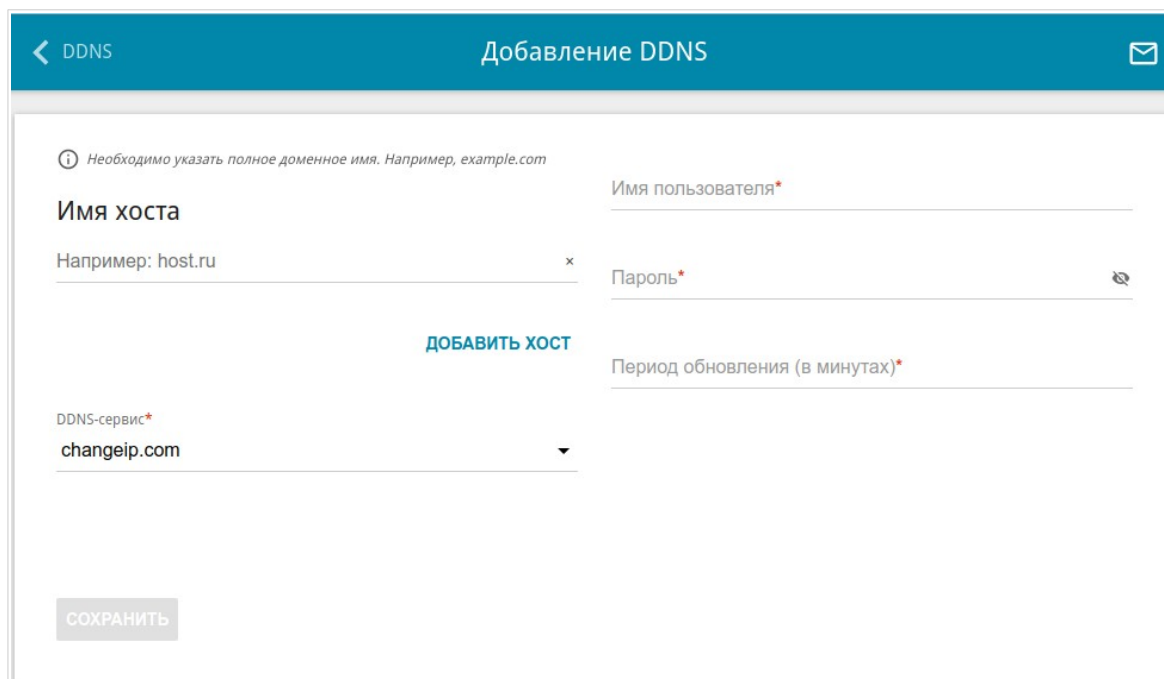 DDNS
Добавление DDNS
Необходимо указать полное доменное имя. Например, example.com
Имя хоста
Например: host.ru
×
ДОБАВИТЬ ХОСТ
DDNS-сервис*
changeip.com
Имя пользователя*
Пароль*
Период обновления (в минутах)*
СОХРАНИТЬ